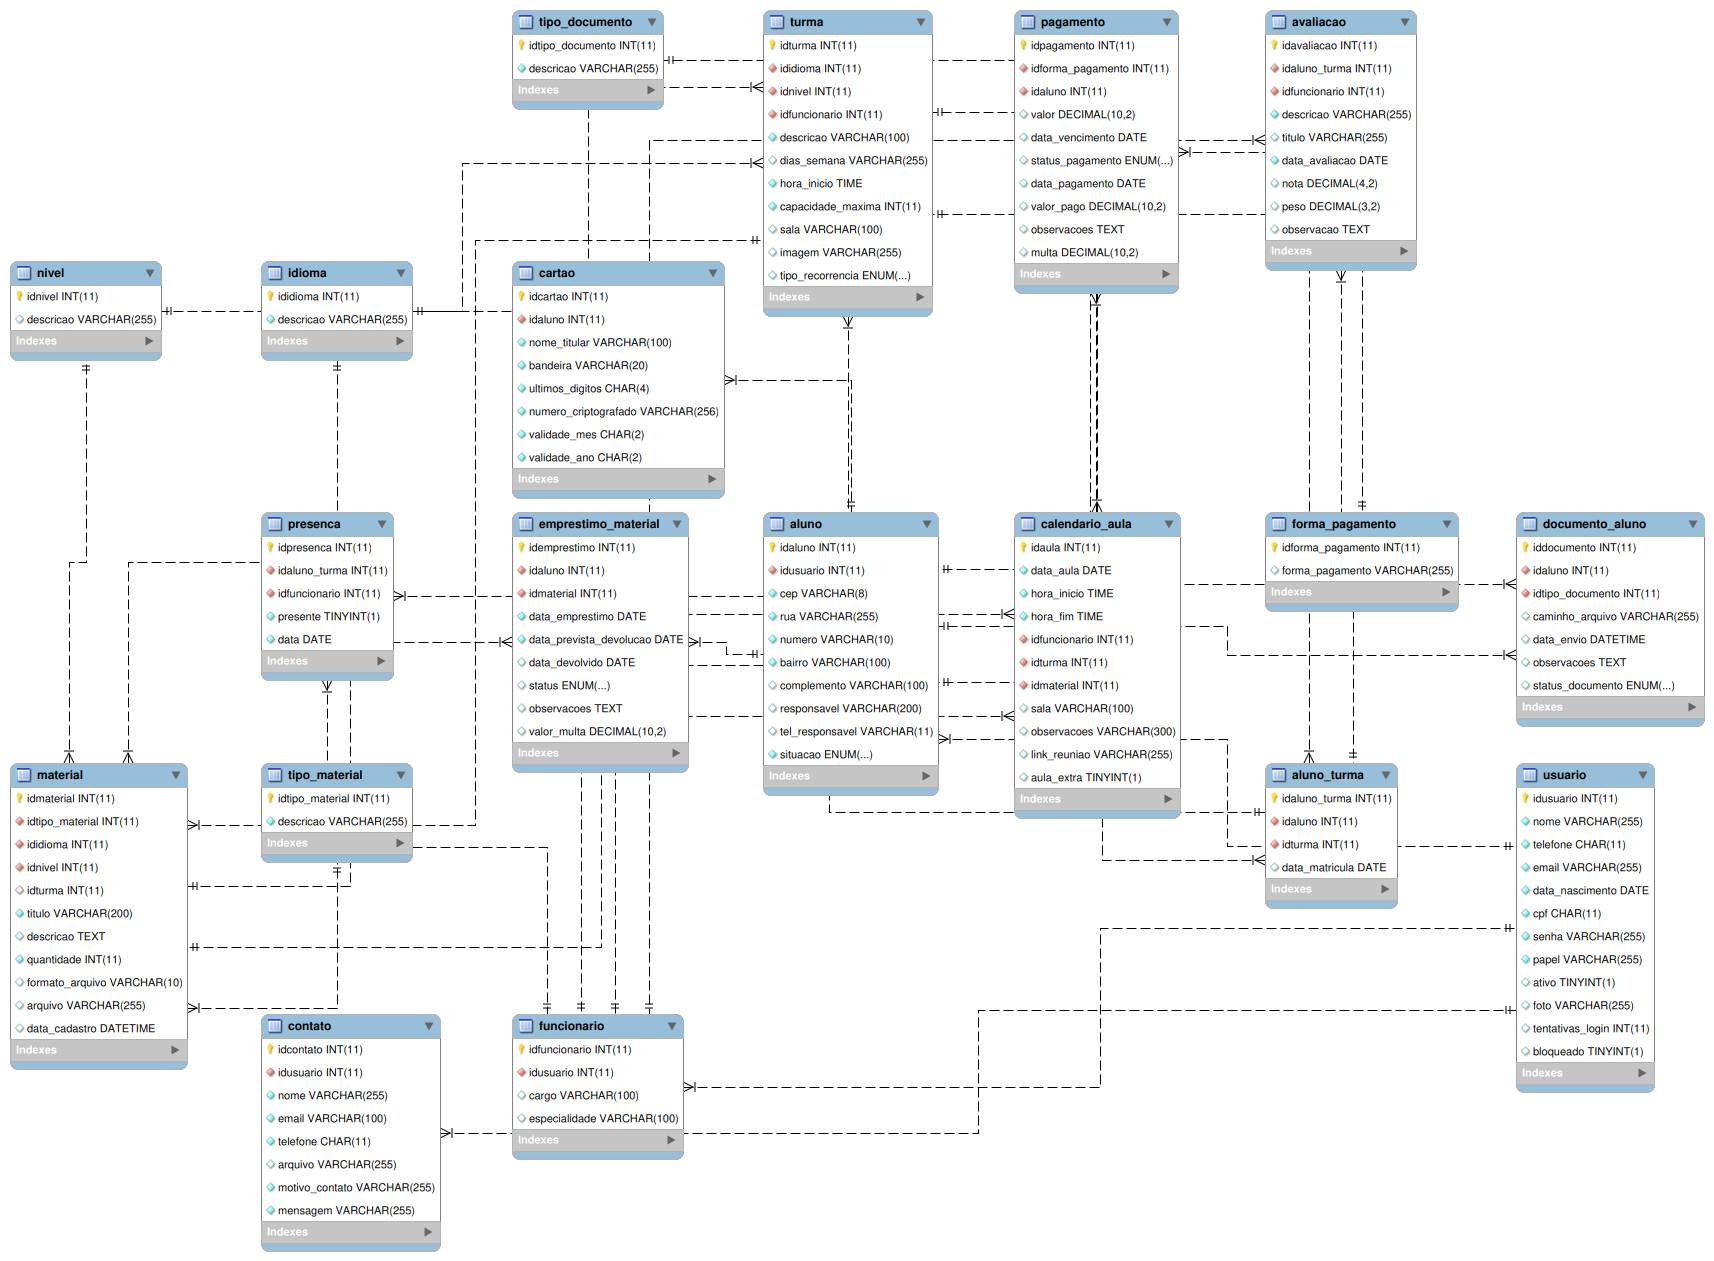 tipo_documento
idtipo_documento INT(11)
descricao VARCHAR(255)
Indexes
turma
idturma INT(11)
ididioma INT(11)
idnivel INT(11)
idfuncionario INT(11)
descricao VARCHAR(100)
dias_semana VARCHAR(255)
hora_inicio TIME
capacidade_maxima INT(11)
sala VARCHAR(100)
imagem VARCHAR(255)
tipo_recorrencia ENUM(...)
Indexes
pagamento
idpagamento INT(11)
idforma_pagamento INT(11)
idaluno INT(11)
valor DECIMAL(10,2)
data_vencimento DATE
status_pagamento ENUM(...)
data_pagamento DATE
valor_pago DECIMAL(10,2)
observacoes TEXT
multa DECIMAL(10,2)
Indexes
avaliacao
idavaliacao INT(11)
idaluno_turma INT(11)
idfuncionario INT(11)
descricao VARCHAR(255)
titulo VARCHAR(255)
data_avaliacao DATE
nota DECIMAL(4,2)
peso DECIMAL(3,2)
observacao TEXT
Indexes
nivel
idnivel INT(11)
descricao VARCHAR(255)
Indexes
idioma
ididioma INT(11)
descricao VARCHAR(255)
Indexes
cartao
idcartao INT(11)
idaluno INT(11)
nome_titular VARCHAR(100)
bandeira VARCHAR(20)
ultimos_digitos CHAR(4)
numero_criptografado VARCHAR(256)
validade_mes CHAR(2)
validade_ano CHAR(2)
Indexes
presenca
idpresenca INT(11)
idaluno_turma INT(11)
idfuncionario INT(11)
presente TINYINT(1)
data DATE
Indexes
emprestimo_material
idemprestimo INT(11)
idaluno INT(11)
idmaterial INT(11)
data_emprestimo DATE
data_prevista_devolucao DATE
data_devolvido DATE
status ENUM(...)
observacoes TEXT
valor_multa DECIMAL(10,2)
Indexes
aluno
idaluno INT(11)
idusuario INT(11)
cep VARCHAR(8)
rua VARCHAR(255)
numero VARCHAR(10)
bairro VARCHAR(100)
complemento VARCHAR(100)
responsavel VARCHAR(200)
tel_responsavel VARCHAR(11)
situacao ENUM(...)
Indexes
calendario_aula
idaula INT(11)
data_aula DATE
hora_inicio TIME
hora_fim TIME
idfuncionario INT(11)
idturma INT(11)
idmaterial INT(11)
sala VARCHAR(100)
observacoes VARCHAR(300)
link_reuniao VARCHAR(255)
aula_extra TINYINT(1)
Indexes
forma_pagamento
idforma_pagamento INT(11)
forma_pagamento VARCHAR(255)
Indexes
documento_aluno
iddocumento INT(11)
idaluno INT(11)
idtipo_documento INT(11)
caminho_arquivo VARCHAR(255)
data_envio DATETIME
observacoes TEXT
status_documento ENUM(...)
Indexes
material
idmaterial INT(11)
idtipo_material INT(11)
ididioma INT(11)
idnivel INT(11)
idturma INT(11)
titulo VARCHAR(200)
descricao TEXT
quantidade INT(11)
formato_arquivo VARCHAR(10)
arquivo VARCHAR(255)
data_cadastro DATETIME
Indexes
tipo_material
idtipo_material INT(11)
descricao VARCHAR(255)
Indexes
aluno_turma
idaluno_turma INT(11)
idaluno INT(11)
idturma INT(11)
data_matricula DATE
Indexes
usuario
idusuario INT(11)
nome VARCHAR(255)
telefone CHAR(11)
email VARCHAR(255)
data_nascimento DATE
cpf CHAR(11)
senha VARCHAR(255)
papel VARCHAR(255)
ativo TINYINT(1)
foto VARCHAR(255)
tentativas_login INT(11)
bloqueado TINYINT(1)
Indexes
contato
idcontato INT(11)
idusuario INT(11)
nome VARCHAR(255)
email VARCHAR(100)
telefone CHAR(11)
arquivo VARCHAR(255)
motivo_contato VARCHAR(255)
mensagem VARCHAR(255)
Indexes
funcionario
idfuncionario INT(11)
idusuario INT(11)
cargo VARCHAR(100)
especialidade VARCHAR(100)
Indexes